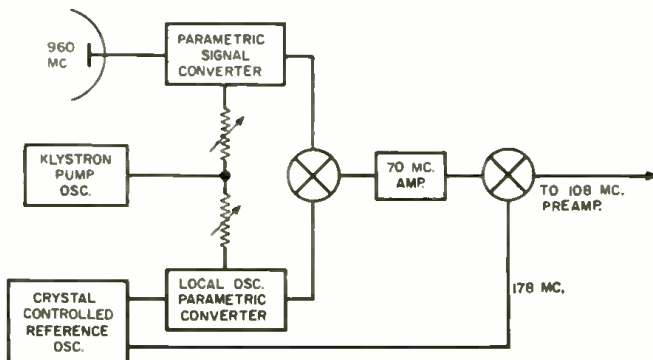 960
MC
PARAMETRIC
SIGNAL
CONVERTER
KLYSTRON
PUMP
OSC.
70 MC.
AMP.
TO 108 MC.
PREAMP.
LOCAL OSC.
PARAMETRIC
CONVERTER
178 MC.
CRYSTAL
CONTROLLED
REFERENCE
OSC.